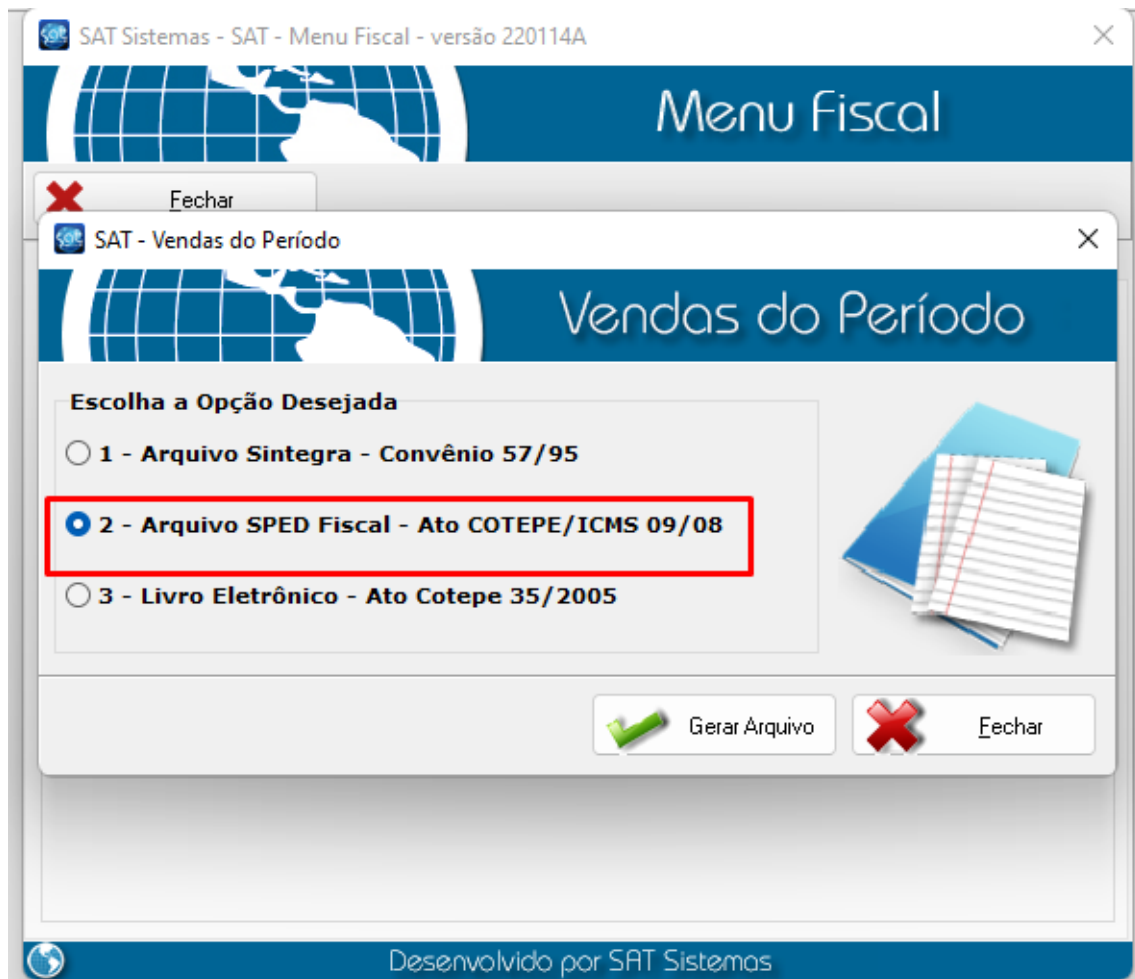 SAT Sistemas - SAT - Menu Fiscal - versão 220114A
Menu Fiscal
Fechar
SAT - Vendas do Período
Vendas do Período
Escolha a Opção Desejada
1 - Arquivo Sintegra - Convênio 57/95
2 - Arquivo SPED Fiscal - Ato COTEPE/ICMS 09/08
3 - Livro Eletrônico - Ato Cotepe 35/2005
Gerar Arquivo
Fechar
Desenvolvido por SAT Sistemas